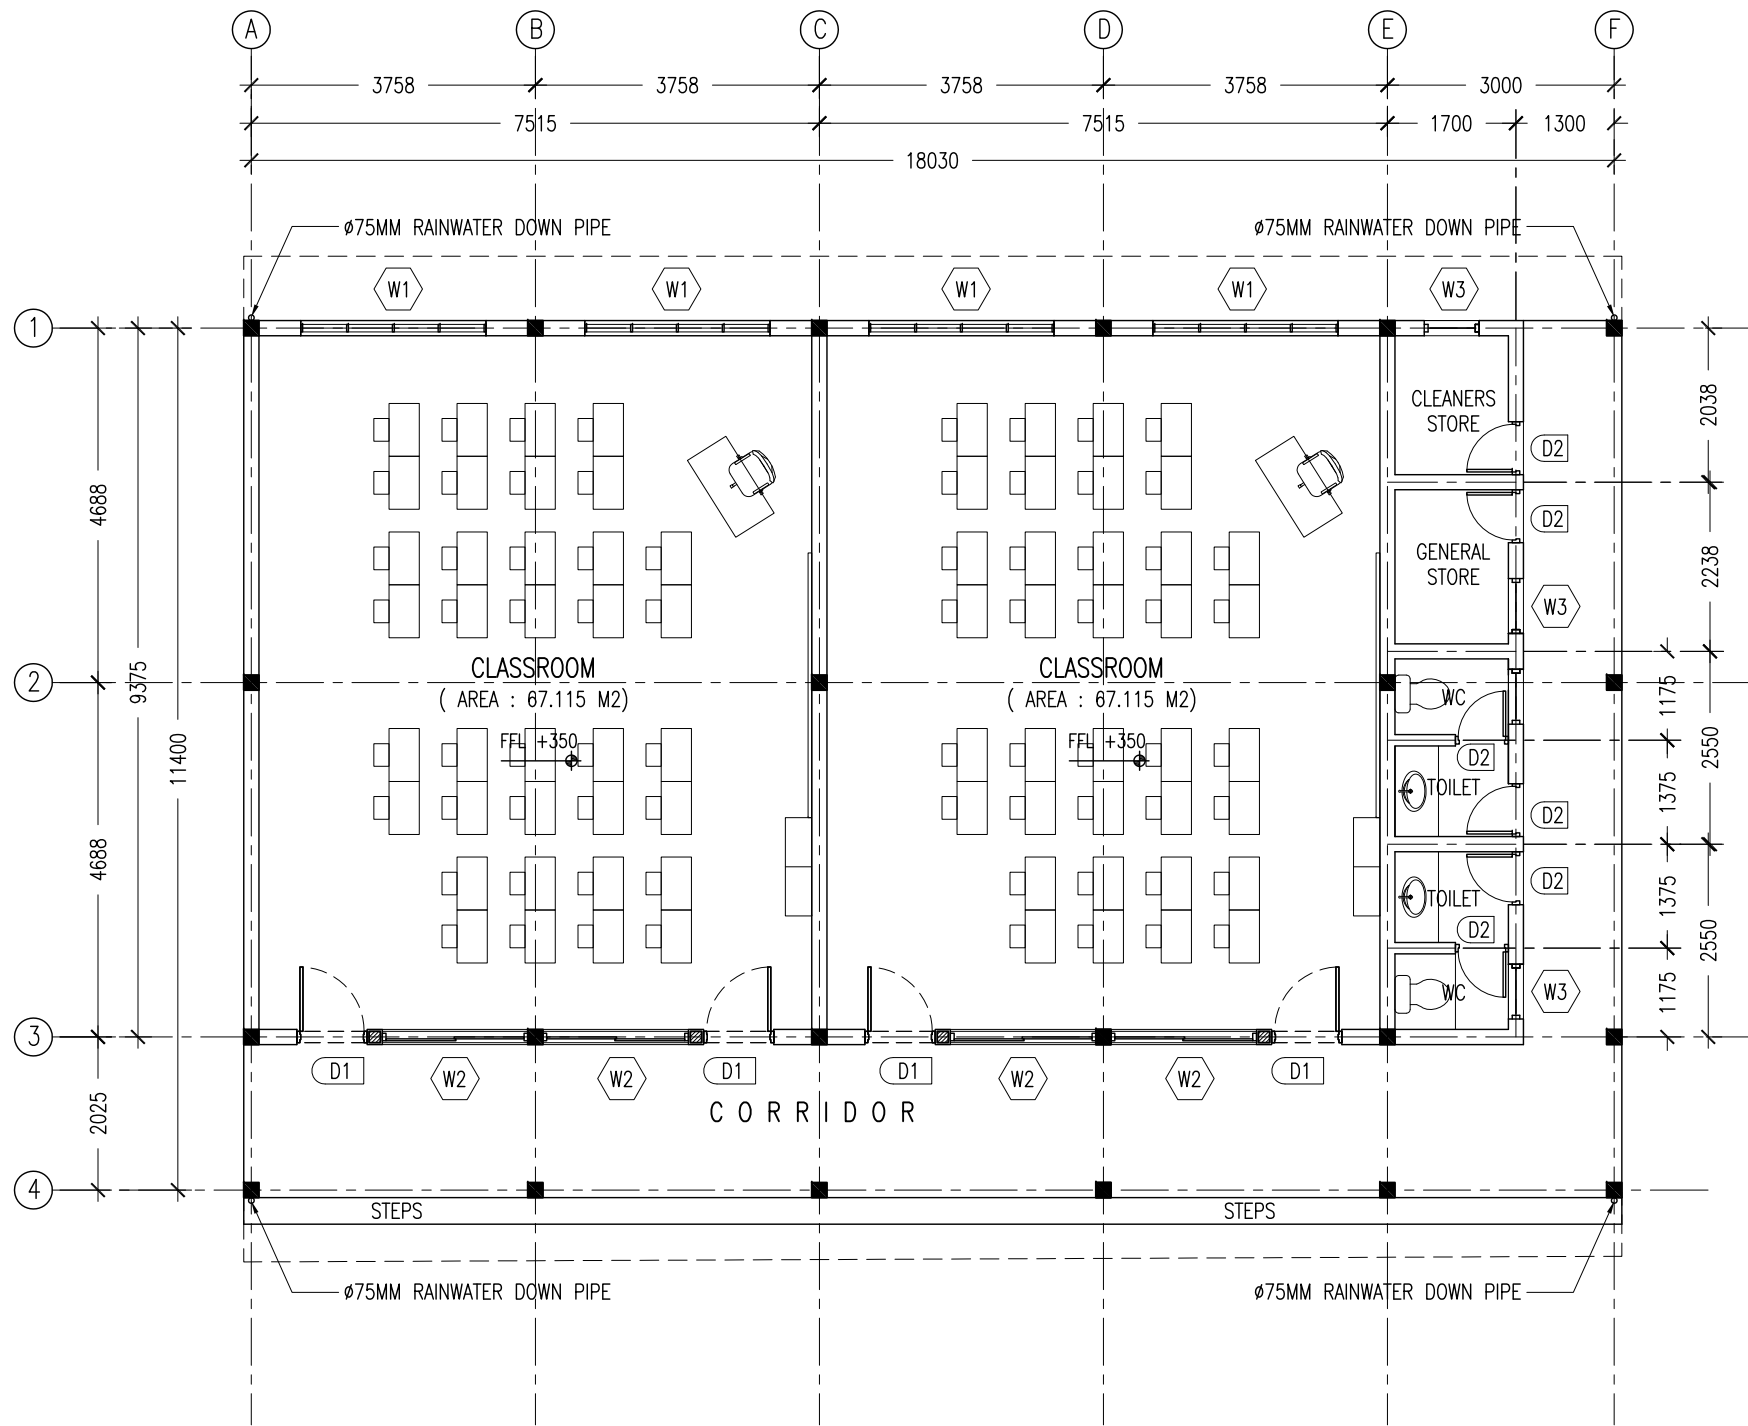 A B C D E F
3758 3758 3758 3758 3000
7515 7515 1700 1300
18030
ø75MM RAINWATER DOWN PIPE
ø75MM RAINWATER DOWN PIPE
W1 W1 W1 W1 W3
1
CLEANERS
STORE
2038
D2
4688
D2
GENERAL
STORE
2238
W3
CLASSROOM
( AREA : 67.115 M2)
FFL +350
CLASSROOM
( AREA : 67.115 M2)
FFL +350
2
9375
11400
WC
1175
D2
2550
TOILET
1375
D2
4688
D2
TOILET
1375
D2
2550
WC
W3
1175
3
D1 W2 W2 D1 D1 W2 W2 D1
CORRIDOR
2025
4
STEPS STEPS
ø75MM RAINWATER DOWN PIPE
ø75MM RAINWATER DOWN PIPE